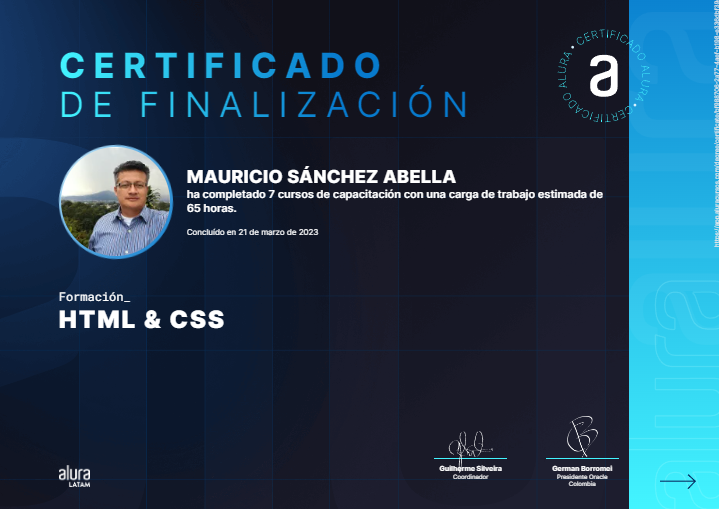 CERTIFICADO
DE FINALIZACIÓN
CERTIFICADO ALURA • CERTIFICADO ALURA •
a
MAURICIO SÁNCHEZ ABELLA
ha completado 7 cursos de capacitación con una carga de trabajo estimada de
65 horas.
Concluído en 21 de marzo de 2023
Formación_
HTML & CSS
alura
LATAM
Guilherme Silveira
Coordinador
German Borromei
Presidente Oracle
Colombia
alura